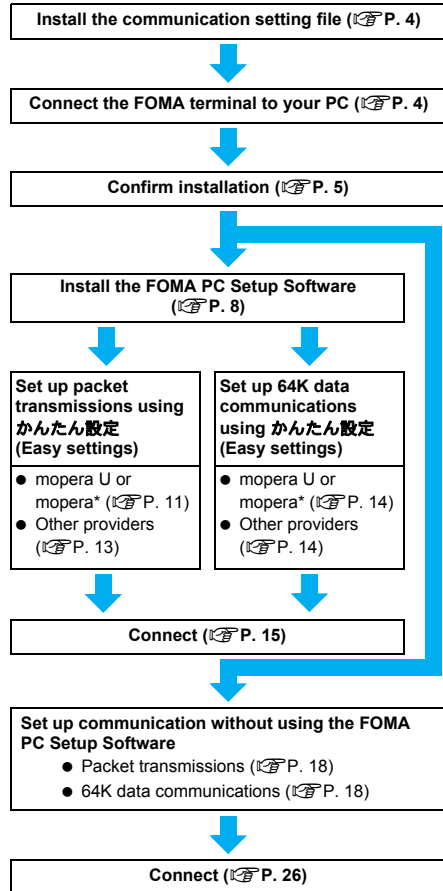 Install the communication setting file (☞P. 4)
Connect the FOMA terminal to your PC (☞P. 4)
Confirm installation (☞P. 5)
Install the FOMA PC Setup Software
(☞P. 8)
Set up packet
transmissions using
かんたん設定
(Easy settings)
● mopera U or
mopera* (☞P. 11)
● Other providers
(☞P. 13)
Set up 64K data
communications
using かんたん設定
(Easy settings)
● mopera U or
mopera* (☞P. 14)
● Other providers
(☞P. 14)
Connect (☞P. 15)
Set up communication without using the FOMA
PC Setup Software
● Packet transmissions (☞P. 18)
● 64K data communications (☞P. 18)
Connect (☞P. 26)